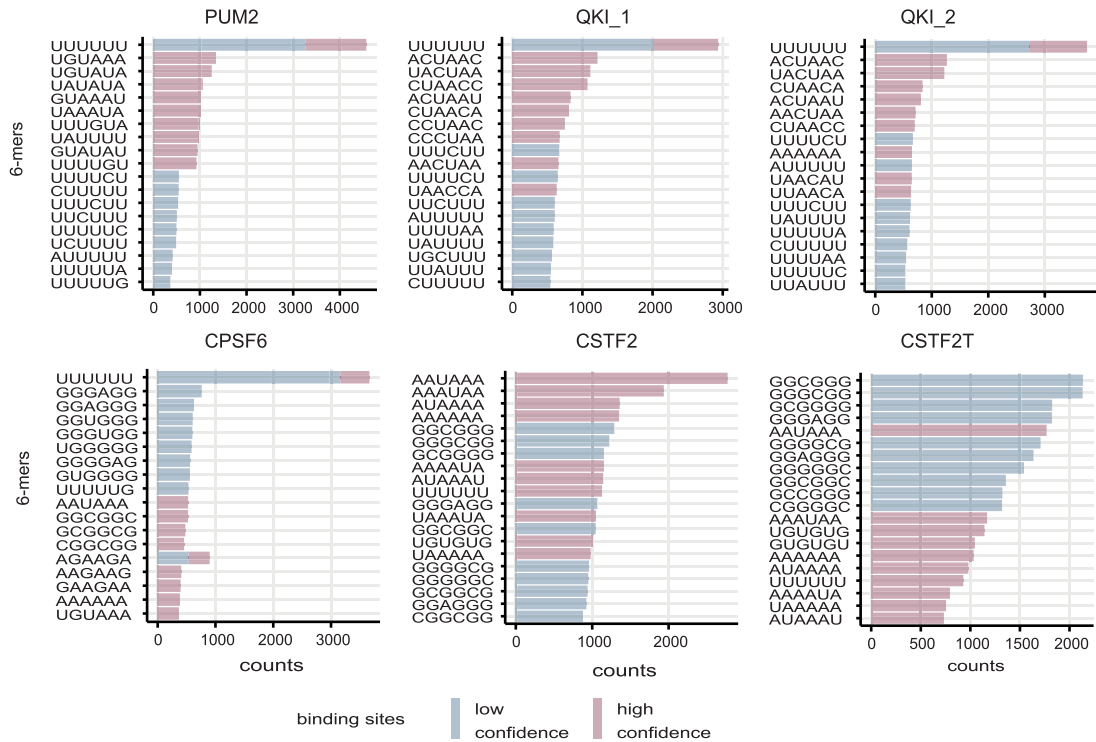 PUM2
QKI_1
QKI_2
6-mers
UUUUUU
UGUAAA
UGUAUA
UAUAUA
GUAAAU
UAAAUA
UUUGUA
UAUUUU
GUAUAU
UUUUGU
UUUUCU
CUUUUU
UUUCUU
UUCUUU
UUUUUC
UCUUUU
AUUUUU
UUUUUA
UUUUUG
0 1000 2000 3000 4000
UUUUUU
ACUAAC
UACUAA
CUAACC
ACUAAU
CUAACA
CCUAAC
CCCUAA
UUUCUU
AACUAA
UUUUCU
UAACCA
UUCUUU
AUUUUU
UUUUAA
UAUUUU
UGCUUU
UUAUUU
CUUUUU
0 1000 2000 3000
UUUUUU
ACUAAC
UACUAA
CUAACA
ACUAAU
AACUAA
CUAACC
UUUUCU
AAAAAA
AUUUUU
UAACAU
UUAACA
UUUCUU
UAUUUU
UUUUUA
CUUUUU
UUUUAA
UUUUUC
UUAUUU
0 1000 2000 3000
CPSF6
CSTF2
CSTF2T
6-mers
UUUUUU
GGGAGG
GGAGGG
GGUGGG
GGGUGG
UGGGGG
GGGGAG
GUGGGG
UUUUUG
AAUAAA
GGCGGC
GCGGCG
CGGCGG
AGAAGA
AAGAAG
GAAGAA
AAAAAA
UGUAAA
0 1000 2000 3000
counts
AAUAAA
AAAUAA
AUAAAA
AAAAAA
GGCGGG
GGGCGG
GCGGGG
AAAAUA
AUAAAU
UUUUUU
GGGAGG
UAAAUA
GGCGGC
UGUGUG
UAAAAA
GGGGCG
GGGGGC
GCGGCG
GGAGGG
CGGCGG
0 1000 2000
counts
GGCGGG
GGGCGG
GCGGGG
GGGAGG
AAUAAA
GGGGCG
GGAGGG
GGGGGC
GGCGGC
GCCGGG
CGGGGC
AAAUAA
UGUGUG
GUGUGU
AAAAAA
AUAAAA
UUUUUU
AAAAUA
UAAAAA
AUAAAU
0 500 1000 1500 2000
counts
binding sites
low
confidence
high
confidence